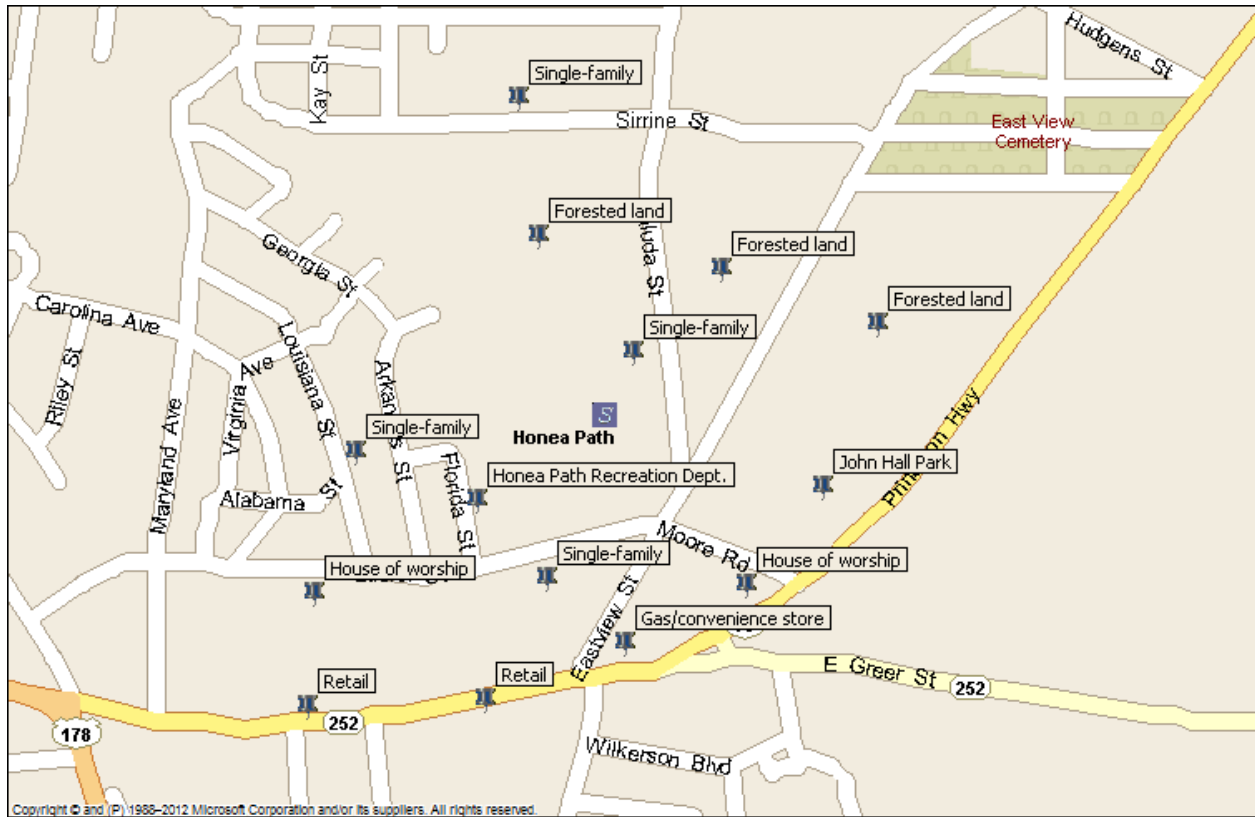 Hudgens St
Kay St
Single-family
Sirrine St
East View
Cemetery
Forested land
Georgia St
Forested land
Carolina Ave
Forested land
Single-family
Riley St
Virginia Ave
Louisiana St
Maryland Ave
S
Honea Path
Single-family
Florida St
Honea Path Recreation Dept.
John Hall Park
Alabama St
Moore Rd
House of worship
Single-family
House of worship
Eastview St
Gas/convenience store
E Greer St
252
Retail
Retail
252
178
Wilkerson Blvd
Copyright © and (P) 1988–2012 Microsoft Corporation and/or its suppliers. All rights reserved.